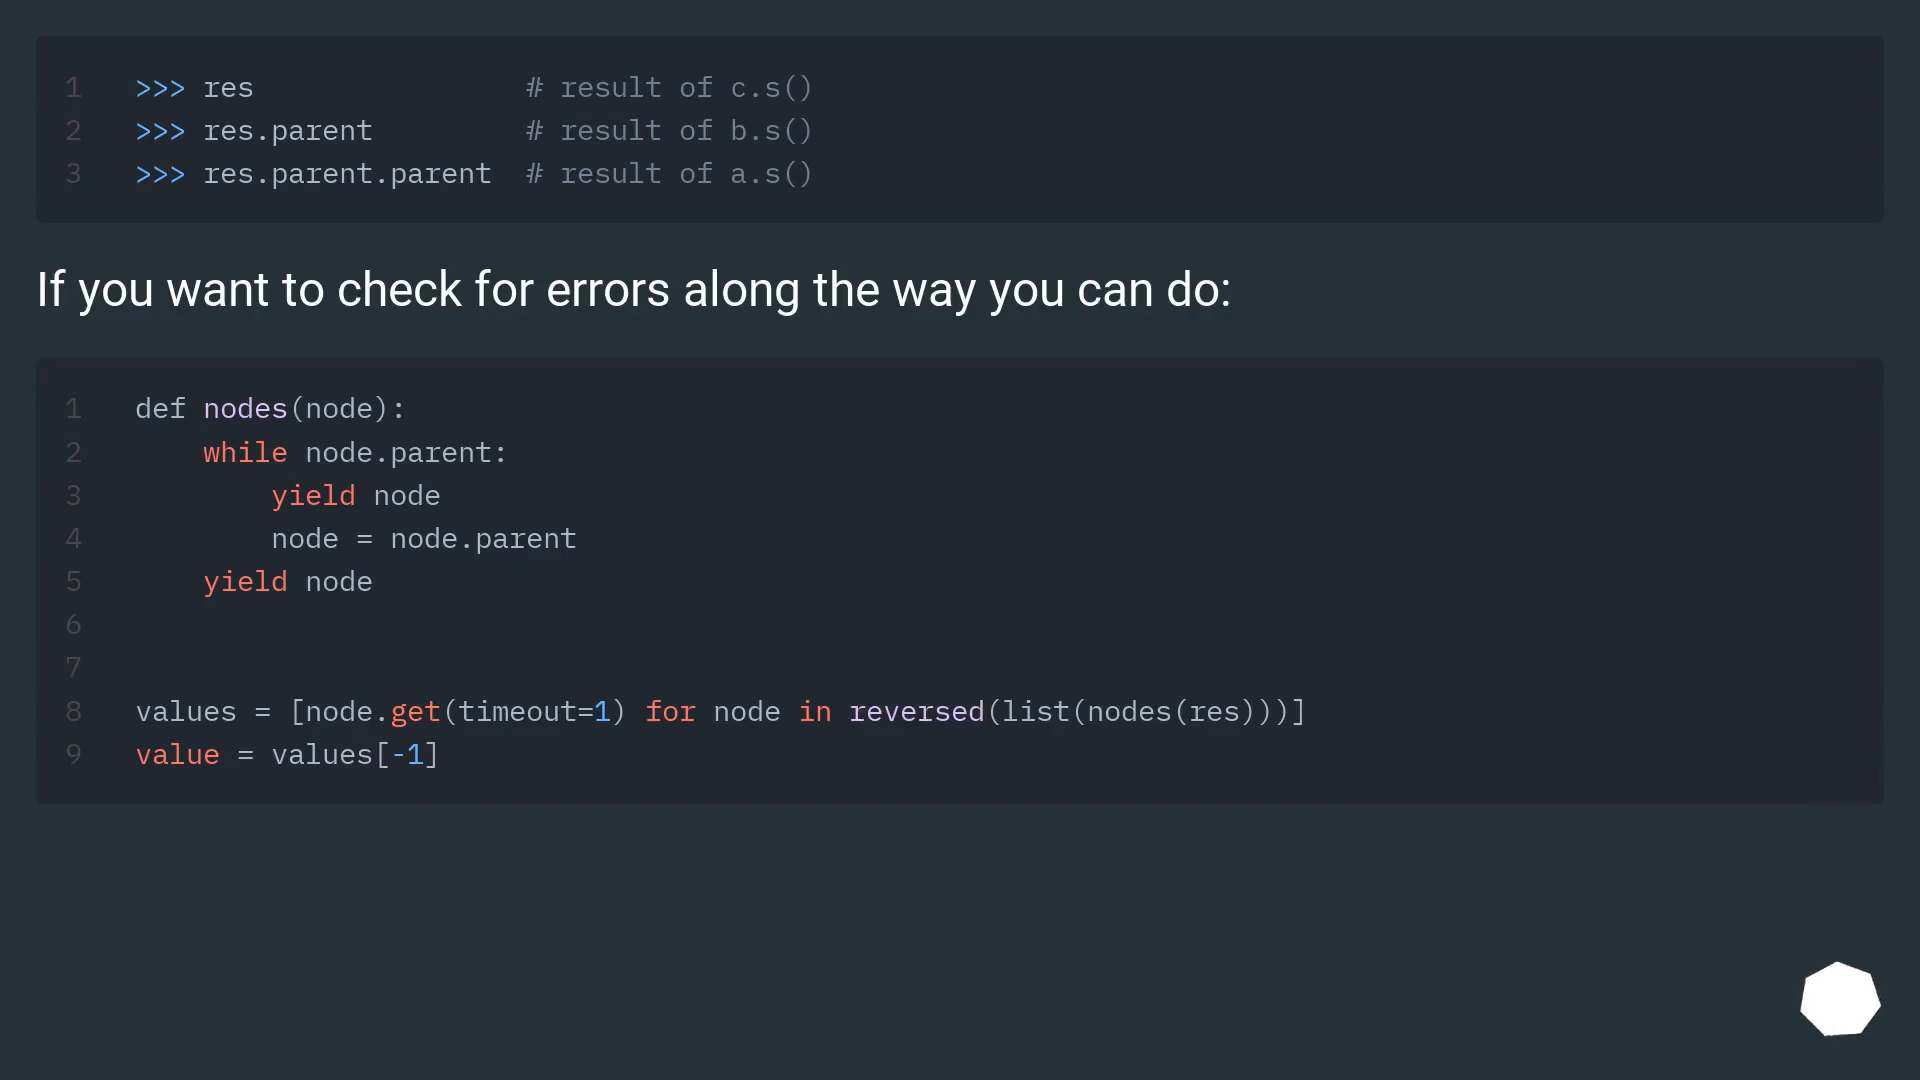 1 >>> res # result of c.s()
2 >>> res.parent # result of b.s()
3 >>> res.parent.parent # result of a.s()
If you want to check for errors along the way you can do:
1 def nodes(node):
2 while node.parent:
3 yield node
4 node = node.parent
5 yield node
6
7
8 values = [node.get(timeout=1) for node in reversed(list(nodes(res)))]
9 value = values[-1]